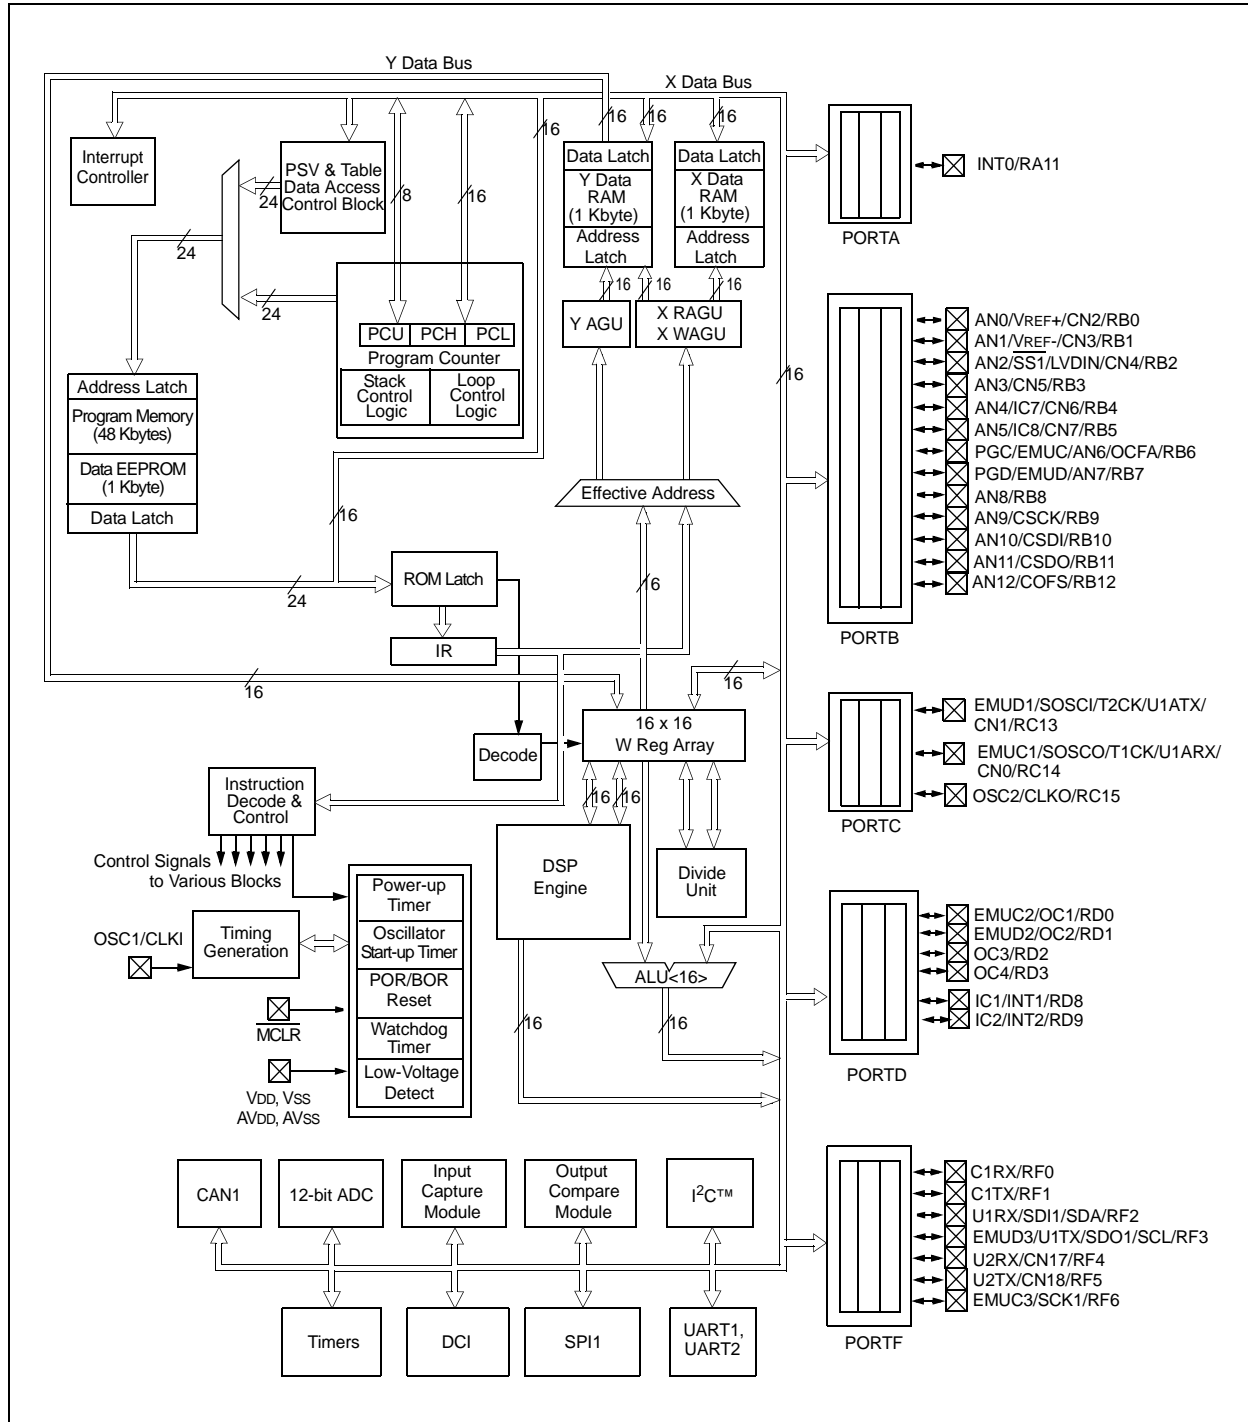 Y Data Bus
X Data Bus
16
16
16
16
Interrupt
Controller
PSV & Table
Data Access
Control Block
24
8
16
Data Latch
Y Data
RAM
(1 Kbyte)
Address
Latch
Data Latch
X Data
RAM
(1 Kbyte)
Address
Latch
INT0/RA11
PORTA
24
24
16
16
16
Y AGU
X RAGU
X WAGU
PCU
PCH
PCL
Program Counter
Stack
Control
Logic
Loop
Control
Logic
16
Address Latch
Program Memory
(48 Kbytes)
Data EEPROM
(1 Kbyte)
Data Latch
Effective Address
16
24
ROM Latch
IR
16
16
16
AN0/VREF+/CN2/RB0
AN1/VREF-/CN3/RB1
AN2/SS1/LVDIN/CN4/RB2
AN3/CN5/RB3
AN4/IC7/CN6/RB4
AN5/IC8/CN7/RB5
PGC/EMUC/AN6/OCFA/RB6
PGD/EMUD/AN7/RB7
AN8/RB8
AN9/CSCK/RB9
AN10/CSDI/RB10
AN11/CSDO/RB11
AN12/COFS/RB12
PORTB
Decode
16 x 16
W Reg Array
16
16
EMUD1/SOSCI/T2CK/U1ATX/
CN1/RC13
EMUC1/SOSCO/T1CK/U1ARX/
CN0/RC14
OSC2/CLKO/RC15
PORTC
Instruction
Decode &
Control
Control Signals
to Various Blocks
DSP
Engine
Divide
Unit
Power-up
Timer
Oscillator
Start-up Timer
POR/BOR
Reset
Watchdog
Timer
Low-Voltage
Detect
OSC1/CLKI
Timing
Generation
MCLR
VDD, VSS
AVDD, AVSS
ALU<16>
16
16
EMUC2/OC1/RD0
EMUD2/OC2/RD1
OC3/RD2
OC4/RD3
IC1/INT1/RD8
IC2/INT2/RD9
PORTD
CAN1
12-bit ADC
Input
Capture
Module
Output
Compare
Module
I2C™
Timers
DCI
SPI1
UART1,
UART2
C1RX/RF0
C1TX/RF1
U1RX/SDI1/SDA/RF2
EMUD3/U1TX/SDO1/SCL/RF3
U2RX/CN17/RF4
U2TX/CN18/RF5
EMUC3/SCK1/RF6
PORTF